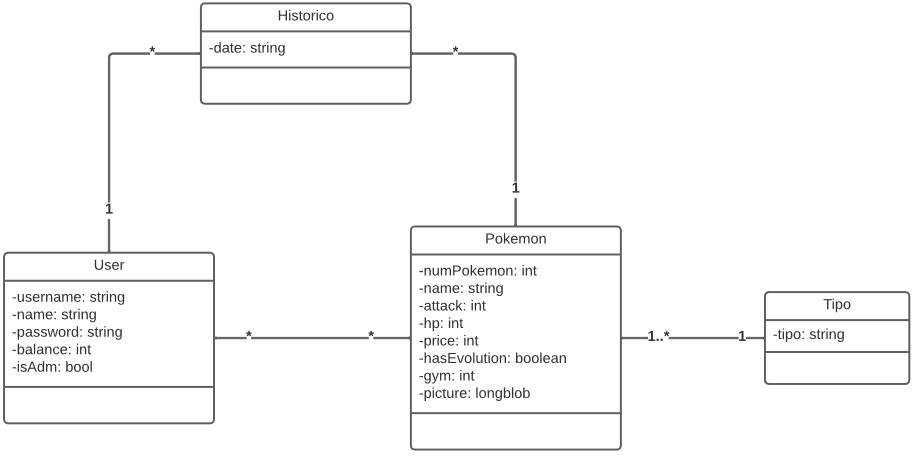 Historico
-date: string
*
*
1
1
User
-username: string
-name: string
-password: string
-balance: int
-isAdm: bool
*
*
Pokemon
-numPokemon: int
-name: string
-attack: int
-hp: int
-price: int
-hasEvolution: boolean
-gym: int
-picture: longblob
1..*
1
Tipo
-tipo: string